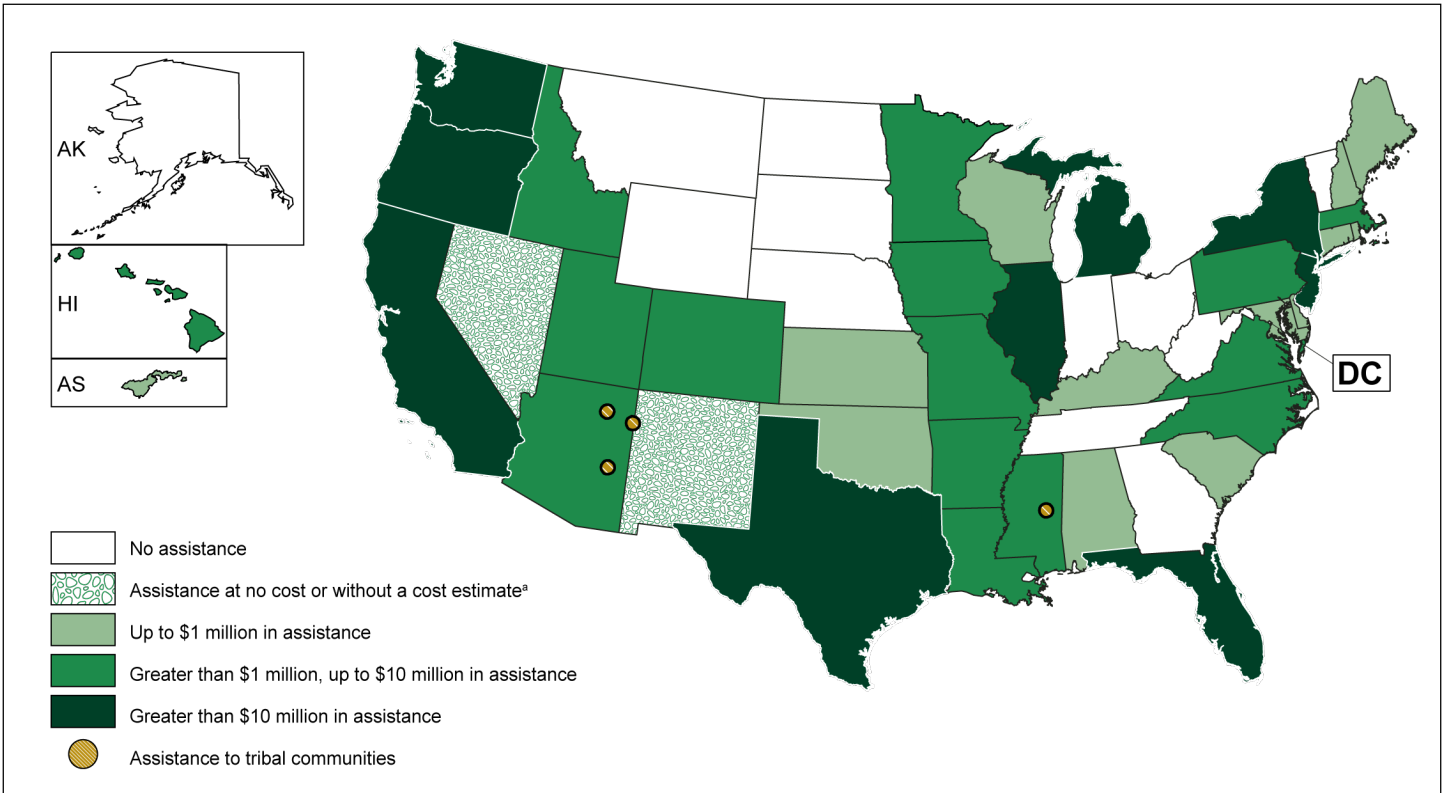 AK
HI
AS
DC
No assistance
Assistance at no cost or without a cost estimateᵃ
Up to $1 million in assistance
Greater than $1 million, up to $10 million in assistance
Greater than $10 million in assistance
Assistance to tribal communities